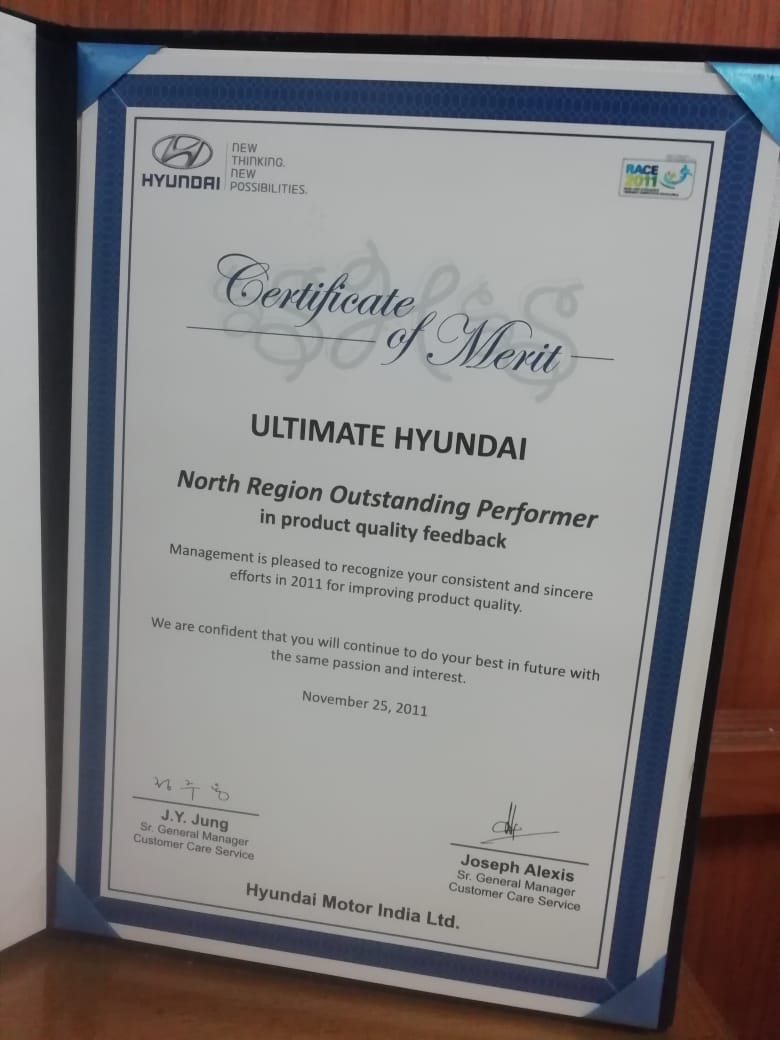 HYUNDAI
NEW
THINKING.
NEW
POSSIBILITIES.
RACE
2011
Certificate
of Merit
ULTIMATE HYUNDAI
North Region Outstanding Performer
in product quality feedback
Management is pleased to recognize your consistent and sincere
efforts in 2011 for improving product quality.
We are confident that you will continue to do your best in future with
the same passion and interest.
November 25, 2011
정주용
J.Y. Jung
Sr. General Manager
Customer Care Service
Joseph Alexis
Sr. General Manager
Customer Care Service
Hyundai Motor India Ltd.